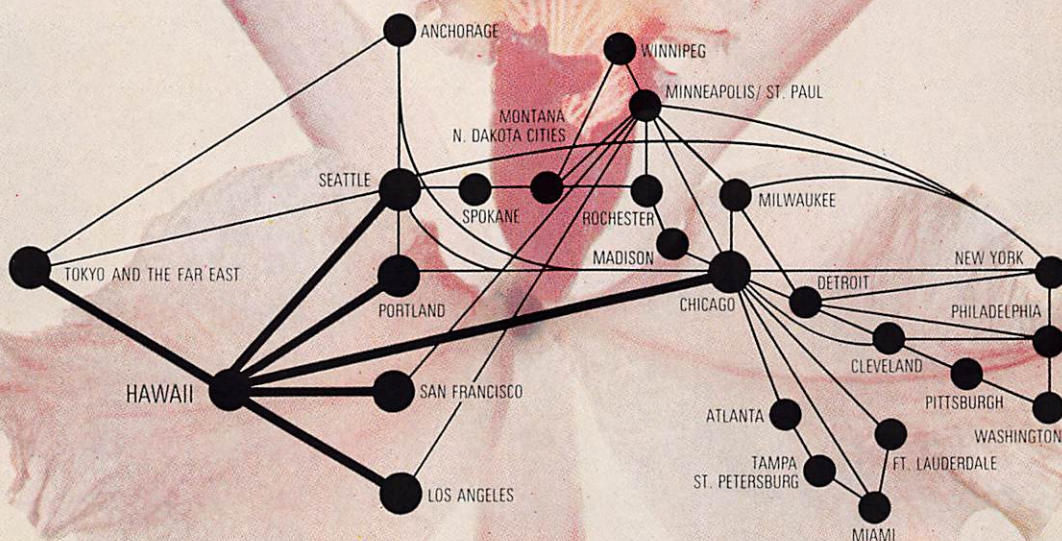 ANCHORAGE
WINNIPEG
MINNEAPOLIS/ ST. PAUL
MONTANA
N. DAKOTA CITIES
SEATTLE
SPOKANE
ROCHESTER
MILWAUKEE
MADISON
TOKYO AND THE FAR EAST
PORTLAND
CHICAGO
DETROIT
NEW YORK
PHILADELPHIA
CLEVELAND
HAWAII
SAN FRANCISCO
PITTSBURGH
ATLANTA
WASHINGTON
TAMPA
ST. PETERSBURG
FT. LAUDERDALE
LOS ANGELES
MIAMI